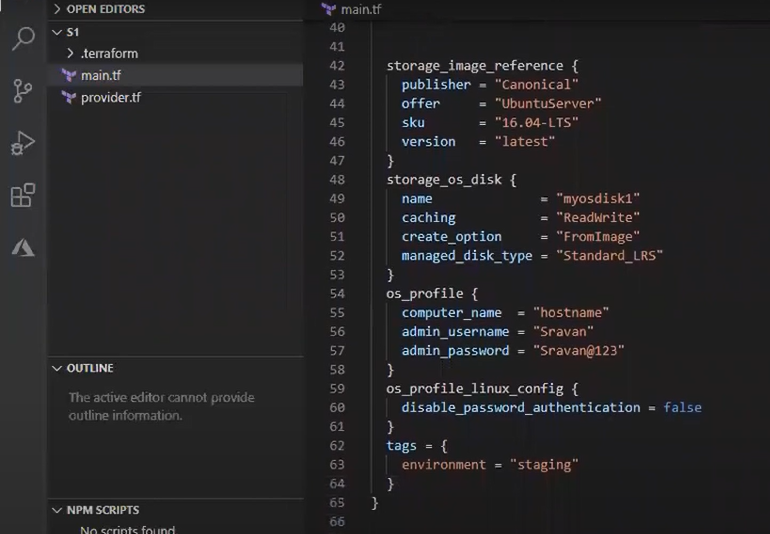 OPEN EDITORS
S1
.terraform
main.tf
provider.tf
OUTLINE
The active editor cannot provide
outline information.
NPM SCRIPTS
No scripts found
main.tf
40
41
42 storage_image_reference {
43 publisher = "Canonical"
44 offer = "UbuntuServer"
45 sku = "16.04-LTS"
46 version = "latest"
47 }
48 storage_os_disk {
49 name = "myosdisk1"
50 caching = "ReadWrite"
51 create_option = "FromImage"
52 managed_disk_type = "Standard_LRS"
53 }
54 os_profile {
55 computer_name = "hostname"
56 admin_username = "Sravan"
57 admin_password = "Sravan@123"
58 }
59 os_profile_linux_config {
60 disable_password_authentication = false
61 }
62 tags = {
63 environment = "staging"
64 }
65 }
66